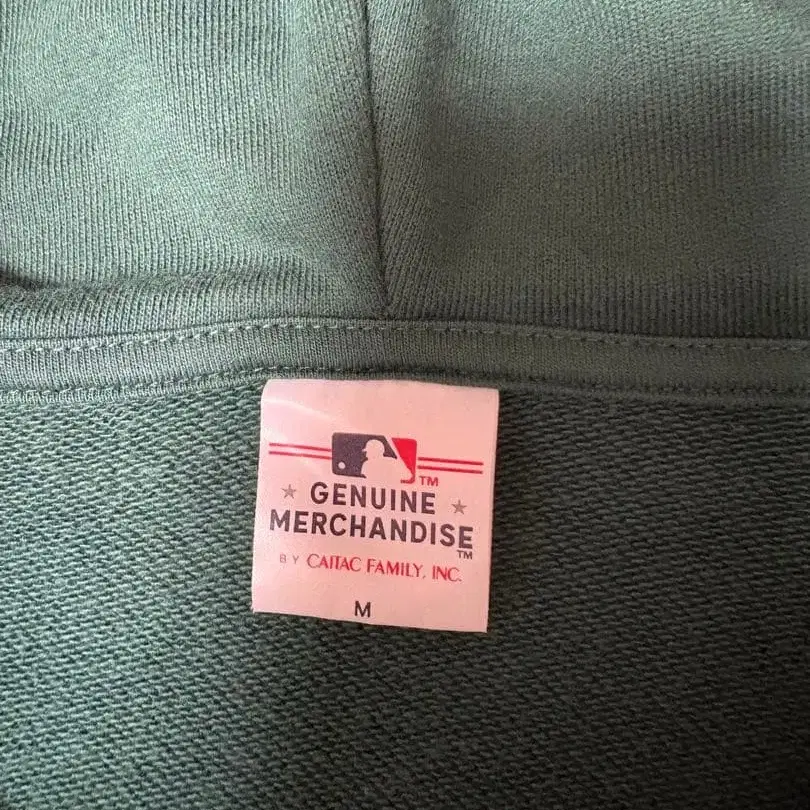 TM
GENUINE
MERCHANDISE
TM
BY CAITAC FAMILY, INC.
M